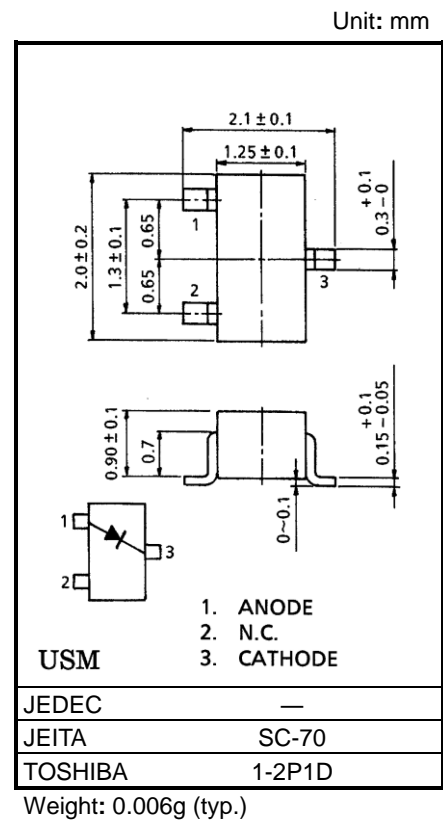 Unit: mm
2.1±0.1
1.25±0.1
+0.1
0.3−0
2.0±0.2
1.3±0.1
0.65
0.65
1
2
3
0.90±0.1
0.7
+0.1
0.15−0.05
0~0.1
1
2
3
1. ANODE
2. N.C.
3. CATHODE
USM
JEDEC —
JEITA SC-70
TOSHIBA 1-2P1D
Weight: 0.006g (typ.)